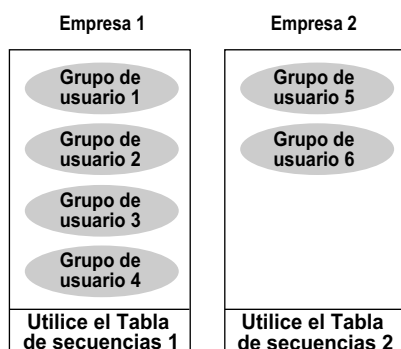 Empresa 1
Grupo de
usuario 1
Grupo de
usuario 2
Grupo de
usuario 3
Grupo de
usuario 4
Utilice el Tabla
de secuencias 1
Empresa 2
Grupo de
usuario 5
Grupo de
usuario 6
Utilice el Tabla
de secuencias 2